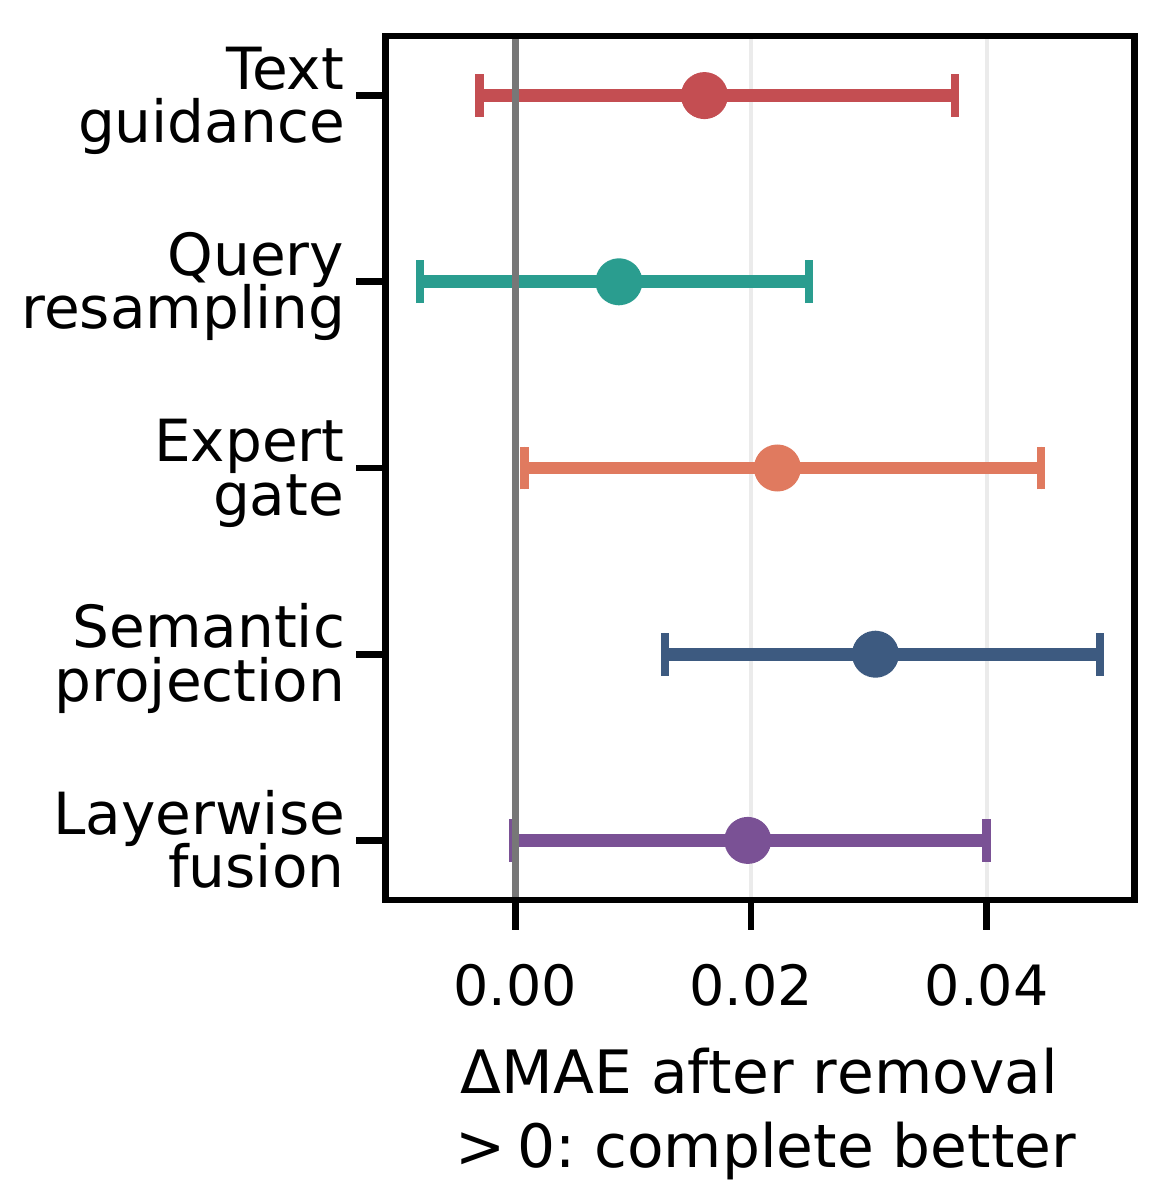 Text
guidance
Query
resampling
Expert
gate
Semantic
projection
Layerwise
fusion
0.00 0.02 0.04
ΔMAE after removal
> 0: complete better